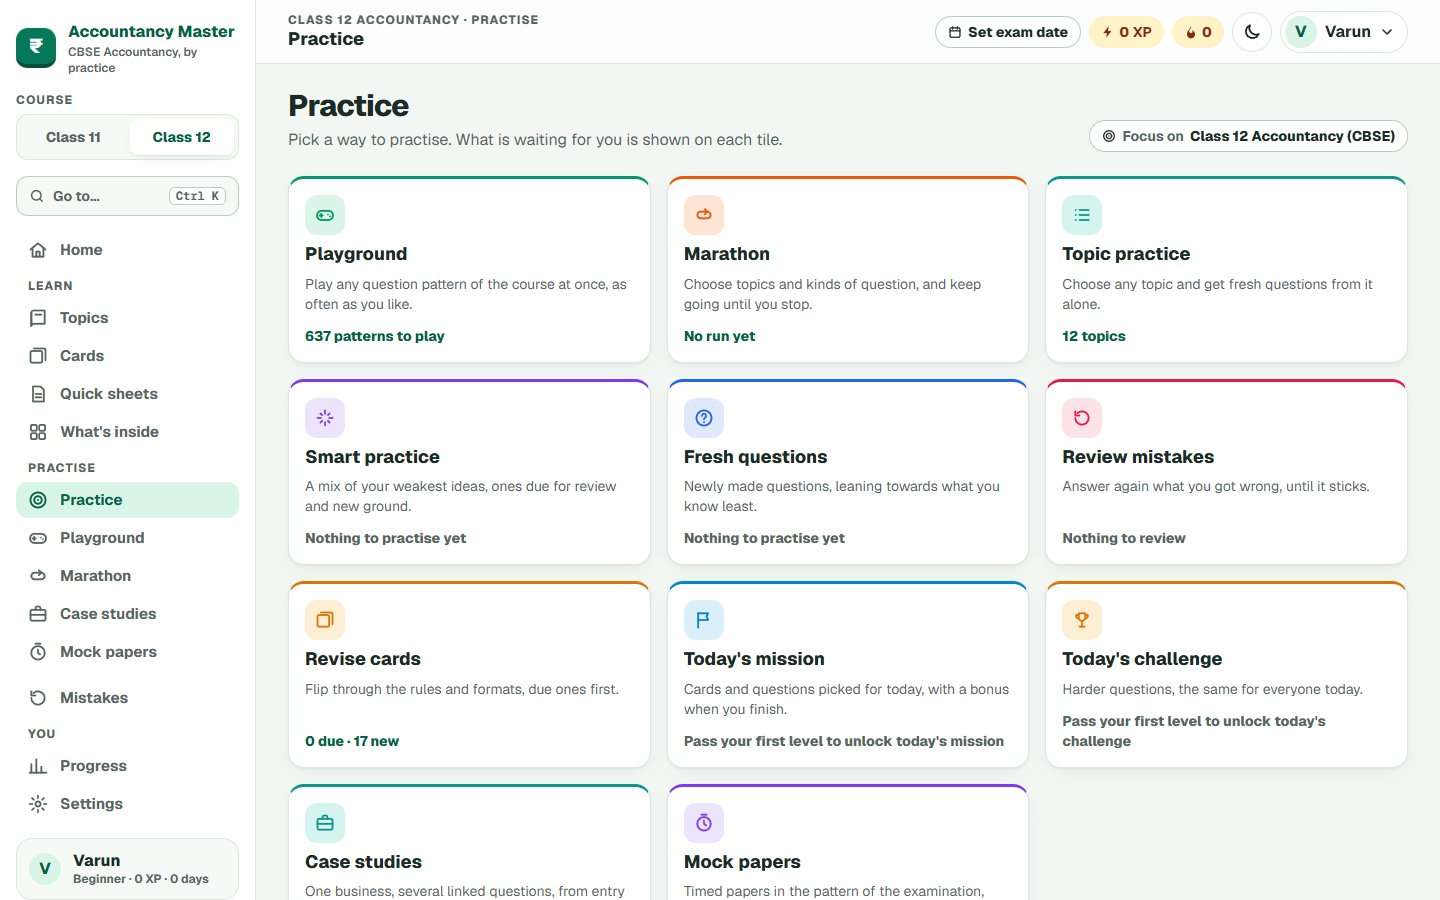 Accountancy Master
CBSE Accountancy, by
practice
COURSE
Class 11
Class 12
Go to...
Ctrl K
Home
LEARN
Topics
Cards
Quick sheets
What's inside
PRACTISE
Practice
Playground
Marathon
Case studies
Mock papers
Mistakes
YOU
Progress
Settings
V
Varun
Beginner · 0 XP · 0 days
CLASS 12 ACCOUNTANCY · PRACTISE
Practice
Set exam date
0 XP
0
V
Varun
Practice
Pick a way to practise. What is waiting for you is shown on each tile.
Focus on Class 12 Accountancy (CBSE)
Playground
Play any question pattern of the course at once, as
often as you like.
637 patterns to play
Marathon
Choose topics and kinds of question, and keep
going until you stop.
No run yet
Topic practice
Choose any topic and get fresh questions from it
alone.
12 topics
Smart practice
A mix of your weakest ideas, ones due for review
and new ground.
Nothing to practise yet
Fresh questions
Newly made questions, leaning towards what you
know least.
Nothing to practise yet
Review mistakes
Answer again what you got wrong, until it sticks.
Nothing to review
Revise cards
Flip through the rules and formats, due ones first.
0 due · 17 new
Today's mission
Cards and questions picked for today, with a bonus
when you finish.
Pass your first level to unlock today's mission
Today's challenge
Harder questions, the same for everyone today.
Pass your first level to unlock today's
challenge
Case studies
One business, several linked questions, from entry
Mock papers
Timed papers in the pattern of the examination,